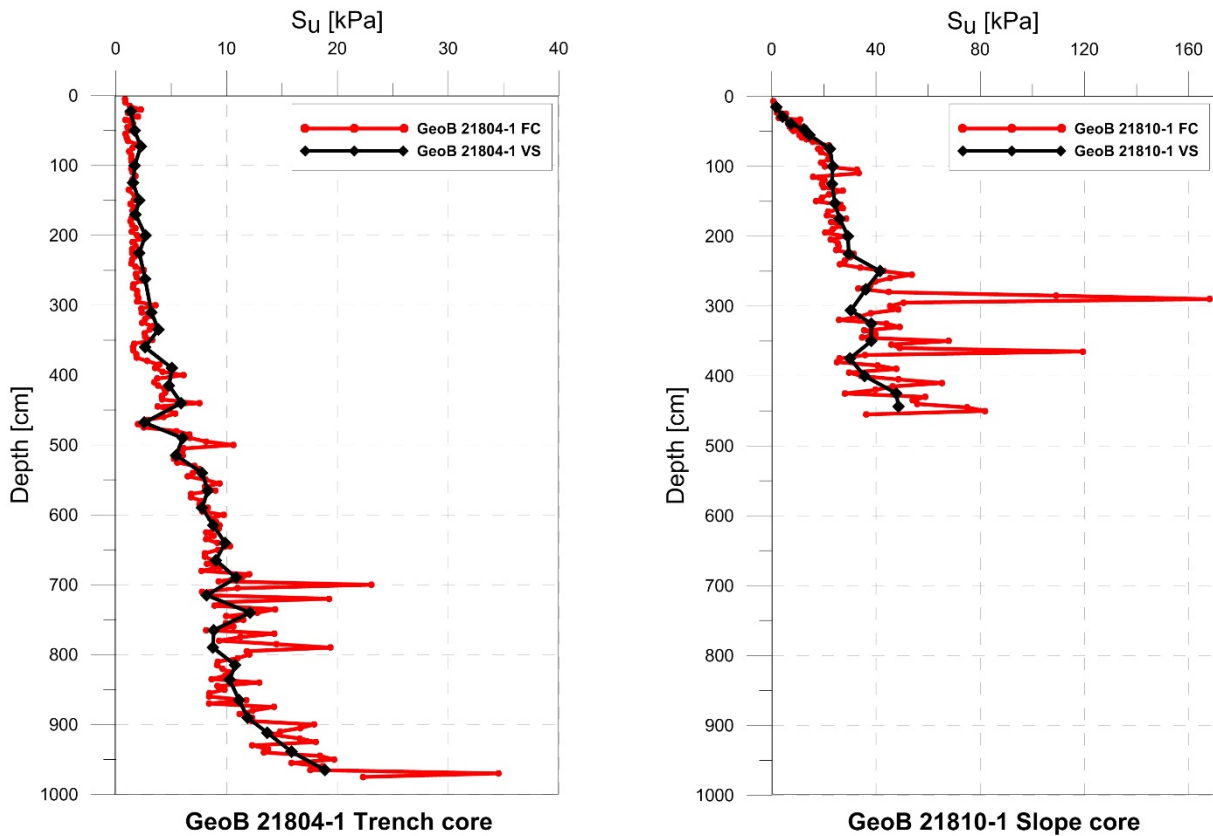 Su [kPa]
0 10 20 30 40
0
100
200
300
400
500
600
700
800
900
1000
Depth [cm]
GeoB 21804-1 FC
GeoB 21804-1 VS
GeoB 21804-1 Trench core
Su [kPa]
0 40 80 120 160
0
100
200
300
400
500
600
700
800
900
1000
Depth [cm]
GeoB 21810-1 FC
GeoB 21810-1 VS
GeoB 21810-1 Slope core